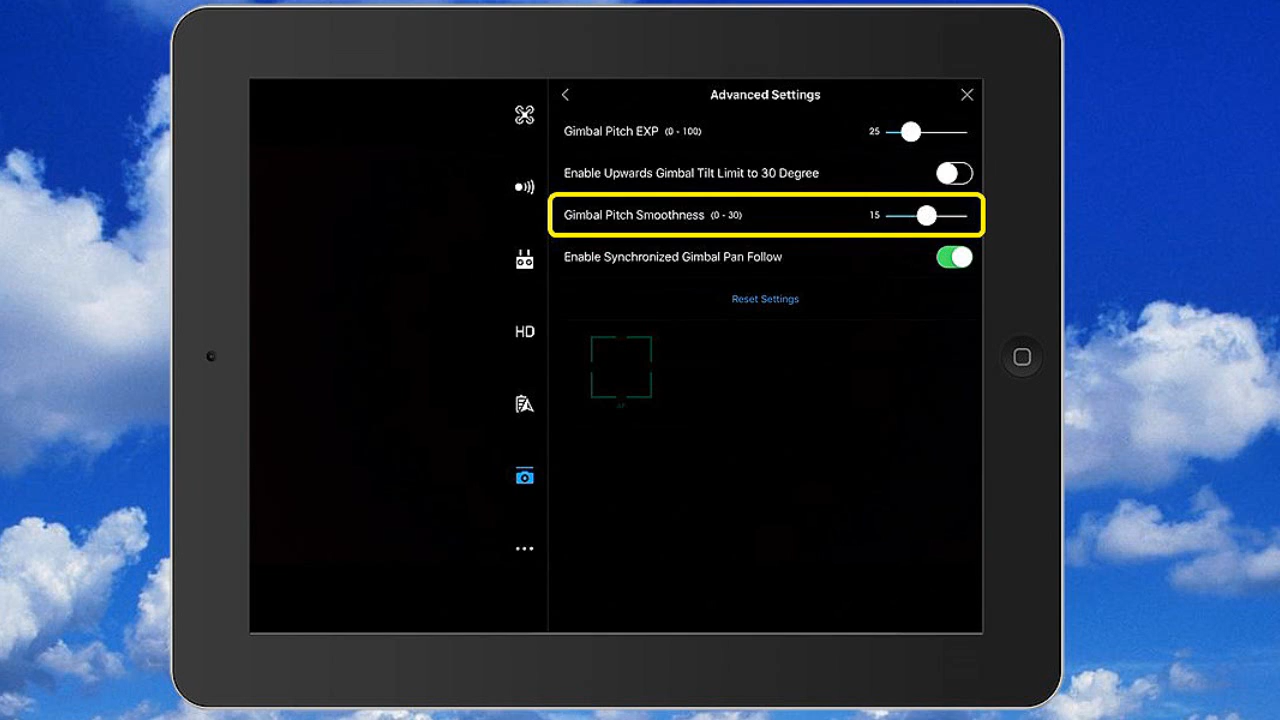 Advanced Settings
Gimbal Pitch EXP (0 - 100) 25
Enable Upwards Gimbal Tilt Limit to 30 Degree
Gimbal Pitch Smoothness (0 - 30) 15
Enable Synchronized Gimbal Pan Follow
HD
Reset Settings
AF